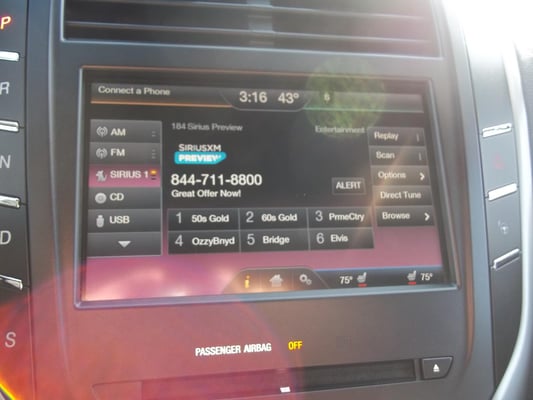 P
R
N
D
S
Connect a Phone
3:16 43°
184 Sirius Preview
Entertainment
AM
FM
SIRIUS 1
CD
USB
SIRIUSXM
PREVIEW
844-711-8800
Great Offer Now!
ALERT
Replay
Scan
Options
Direct Tune
Browse
1 50s Gold
2 60s Gold
3 PrmeCtry
4 OzzyBnyd
5 Bridge
6 Elvis
75°
75°
PASSENGER AIRBAG OFF